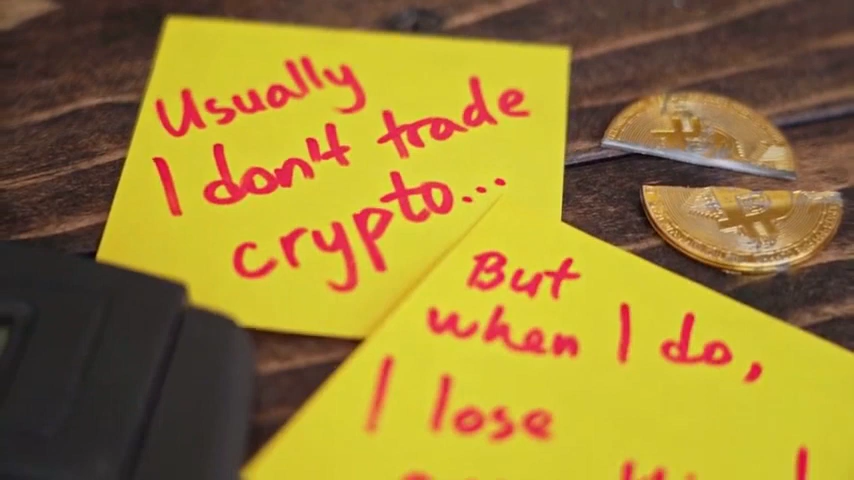 Usually
I don't trade
crypto...
But
when I do,
I lose